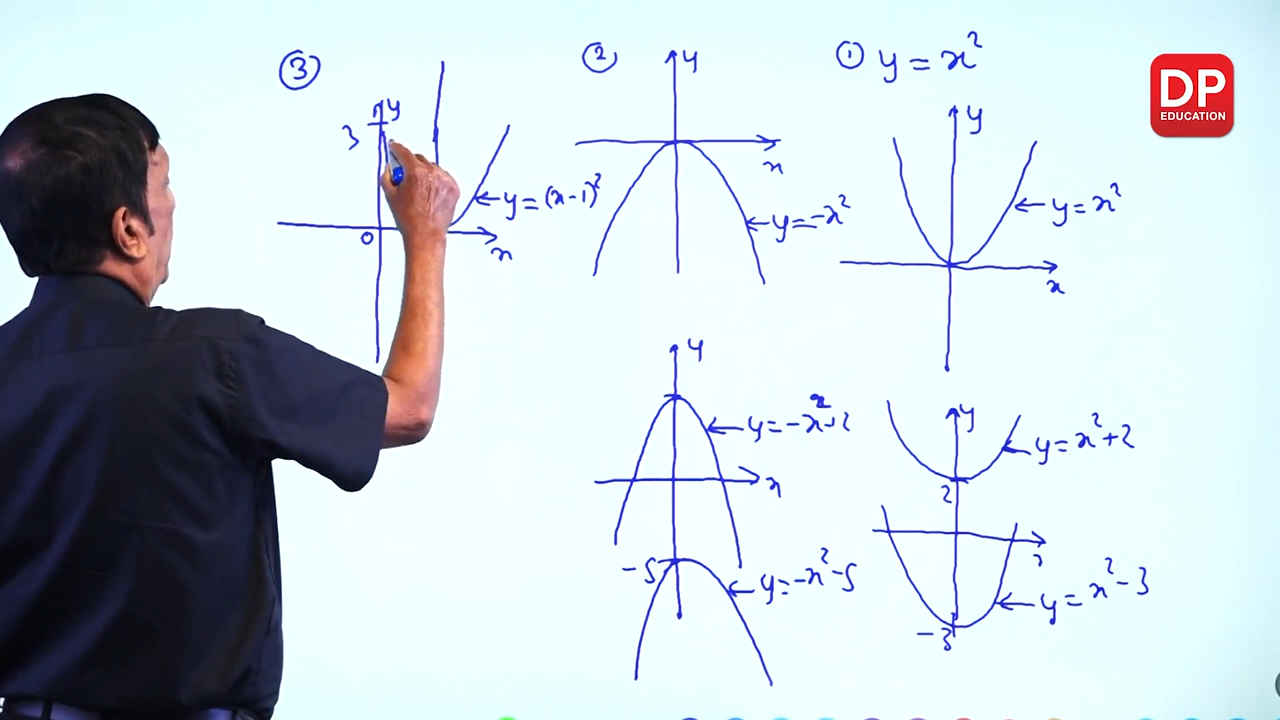 ③
y
3
0
x
y=(x-1)²
②
y
x
y=-x²
① y = x²
y
y=x²
x
DP
EDUCATION
y
y=-x²+2
x
-5
y=-x²-5
y
y=x²+2
2
y=x²-3
-3